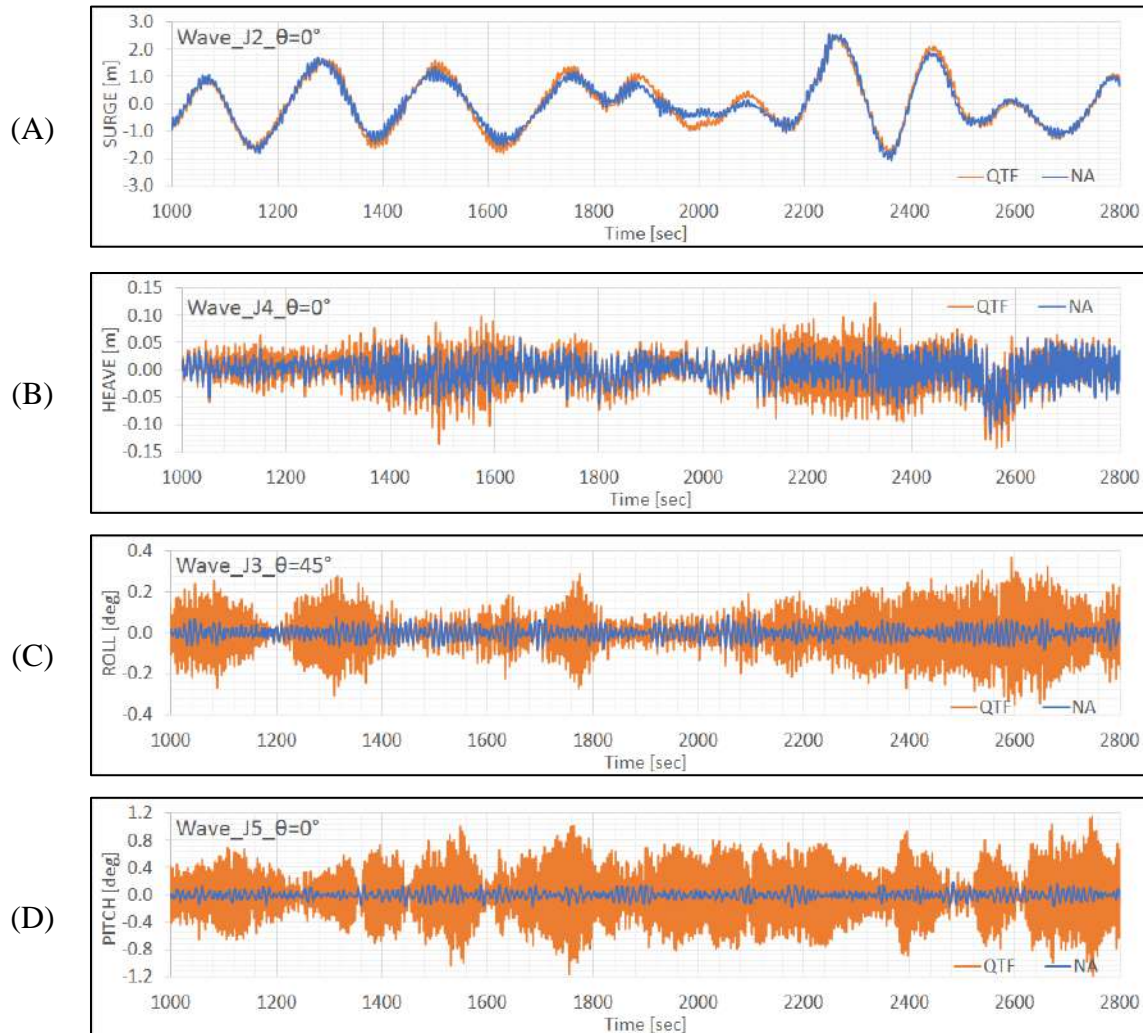 (A)
Wave_J2_θ=0°
SURGE [m]
3.0
2.0
1.0
0.0
-1.0
-2.0
-3.0
QTF NA
1000 1200 1400 1600 1800 2000 2200 2400 2600 2800
Time [sec]
(B)
Wave_J4_θ=0°
HEAVE [m]
0.15
0.10
0.05
0.00
-0.05
-0.10
-0.15
QTF NA
1000 1200 1400 1600 1800 2000 2200 2400 2600 2800
Time [sec]
(C)
Wave_J3_θ=45°
ROLL [deg]
0.4
0.2
0.0
-0.2
-0.4
QTF NA
1000 1200 1400 1600 1800 2000 2200 2400 2600 2800
Time [sec]
(D)
Wave_J5_θ=0°
PITCH [deg]
1.2
0.8
0.4
0.0
-0.4
-0.8
-1.2
QTF NA
1000 1200 1400 1600 1800 2000 2200 2400 2600 2800
Time [sec]